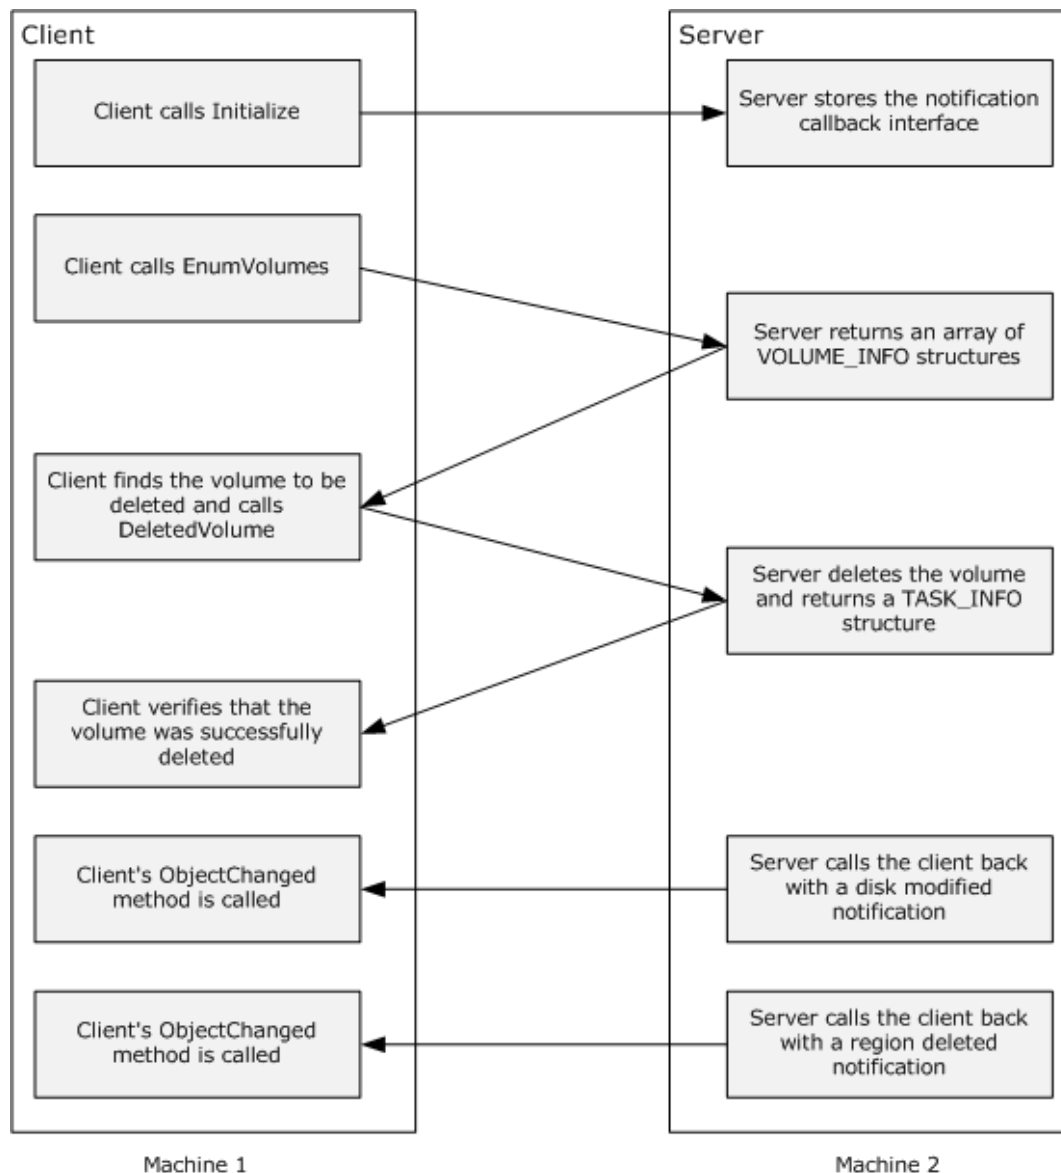 Client
Server
Client calls Initialize
Server stores the notification
callback interface
Client calls EnumVolumes
Server returns an array of
VOLUME_INFO structures
Client finds the volume to be
deleted and calls
DeletedVolume
Server deletes the volume
and returns a TASK_INFO
structure
Client verifies that the
volume was successfully
deleted
Client's ObjectChanged
method is called
Server calls the client back
with a disk modified
notification
Client's ObjectChanged
method is called
Server calls the client back
with a region deleted
notification
Machine 1
Machine 2